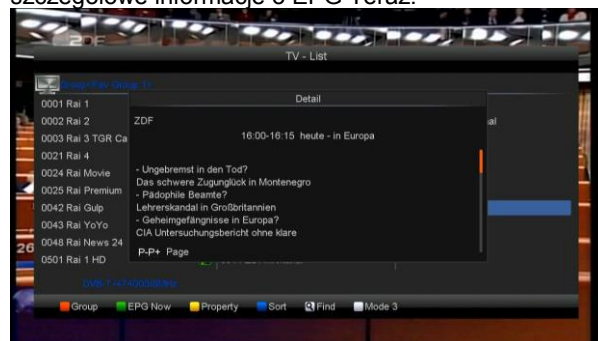 szczegółowe informacje o EPG Teraz.
ZDF
TV - List
Detail
0001 Rai 1
0002 Rai 2
0003 Rai 3 TGR Ca
0021 Rai 4
0024 Rai Movie
0025 Rai Premium
0042 Rai Gulp
0043 Rai YoYo
0048 Rai News 24
0501 Rai 1 HD
ZDF
16:00-16:15 heute - in Europa
- Ungebremst in den Tod?
Das schwere Zugunglück in Montenegro
- Pädophile Beamte?
Lehrerskandal in Großbritannien
- Geheimgefängnisse in Europa?
CIA Untersuchungsbericht ohne klare
P-P+ Page
al
26
Group
EPG Now
Property
Sort
Find
Mode 3